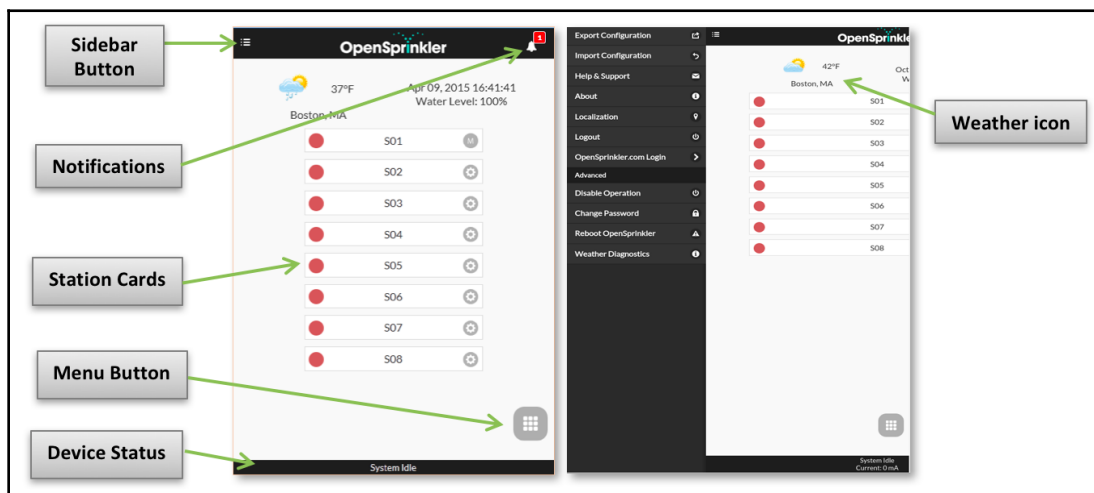 Sidebar
Button
Notifications
Station Cards
Menu Button
Device Status
OpenSprinkler
1
37°F
Apr 09, 2015 16:41:41
Water Level: 100%
Boston, MA
S01
M
S02
S03
S04
S05
S06
S07
S08
System Idle
Export Configuration
Import Configuration
Help & Support
About
Localization
Logout
OpenSprinkler.com Login
Advanced
Disable Operation
Change Password
Reboot OpenSprinkler
Weather Diagnostics
OpenSprinkle
42°F
Oct
W
Boston, MA
S01
S02
S03
S04
S05
S06
S07
S08
System Idle
Current: 0 mA
Weather icon